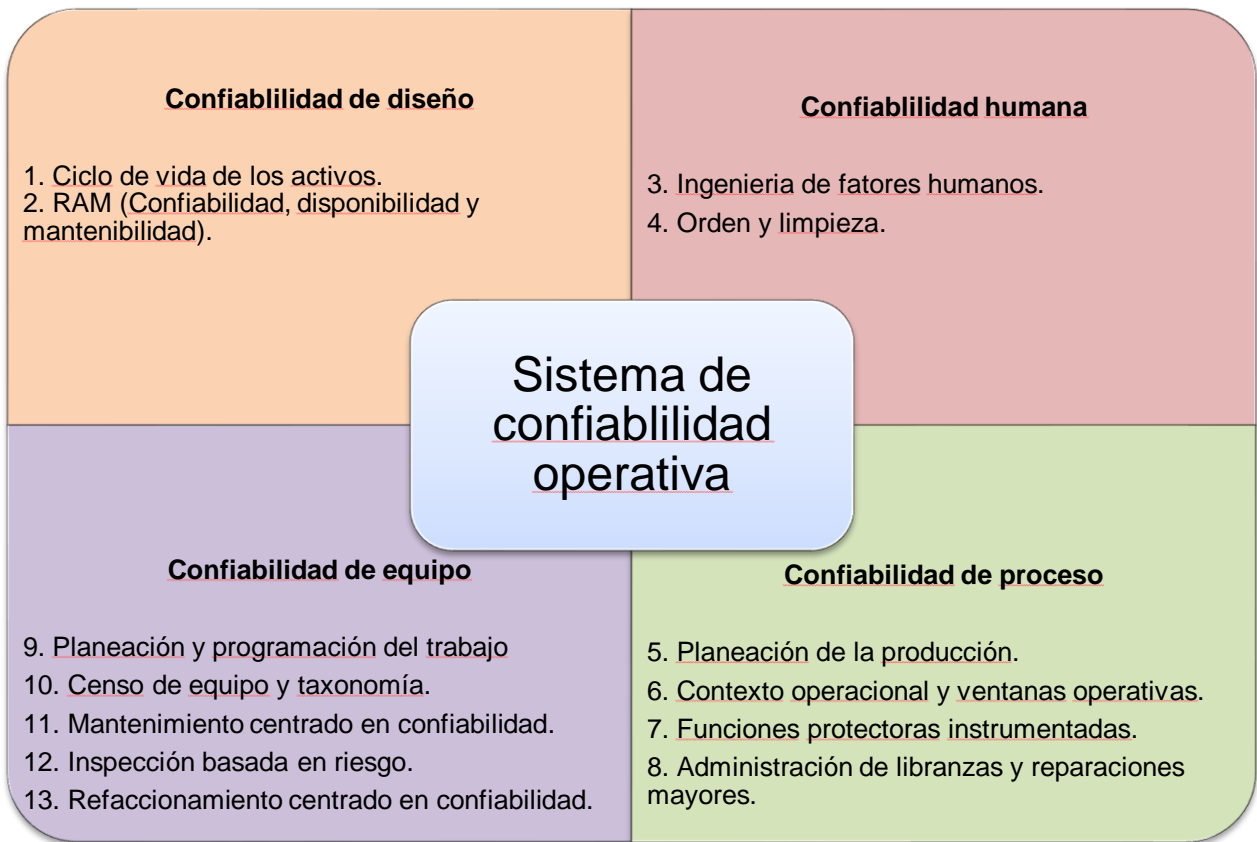 Confiablilidad de diseño
1. Ciclo de vida de los activos.
2. RAM (Confiabilidad, disponibilidad y
mantenibilidad).
Confiablilidad humana
3. Ingenieria de fatores humanos.
4. Orden y limpieza.
Sistema de
confiablilidad
operativa
Confiabilidad de equipo
9. Planeación y programación del trabajo
10. Censo de equipo y taxonomía.
11. Mantenimiento centrado en confiabilidad.
12. Inspección basada en riesgo.
13. Refaccionamiento centrado en confiabilidad.
Confiabilidad de proceso
5. Planeación de la producción.
6. Contexto operacional y ventanas operativas.
7. Funciones protectoras instrumentadas.
8. Administración de libranzas y reparaciones
mayores.